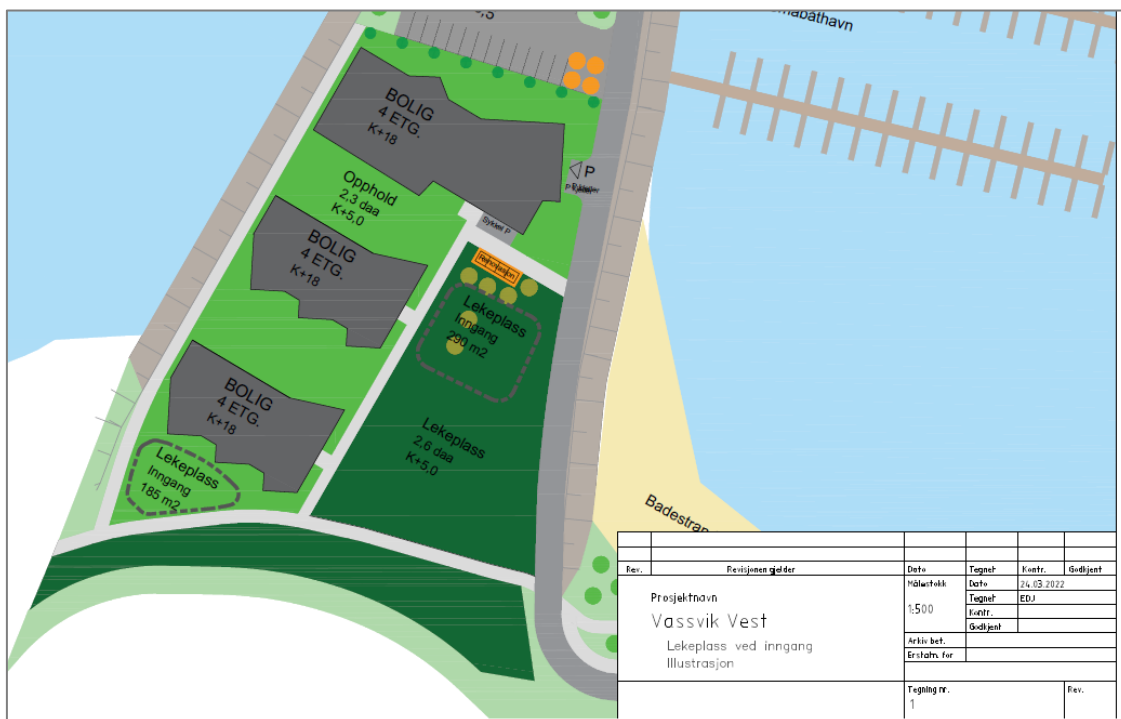 BOLIG
4 ETG.
K+18
P
Opphold
2,3 daa
K+5,0
Sykkel P
Renovasjon
BOLIG
4 ETG.
K+18
Lekeplass
Inngang
290 m2
BOLIG
4 ETG.
K+18
Lekeplass
2,6 daa
K+5,0
Lekeplass
Inngang
185 m2
Rev.
Revisjonen gjelder
Dato
Tegnet
Kontr.
Godkjent
Prosjektnavn
Vassvik Vest
Lekeplass ved inngang
Illustrasjon
Målestokk
1:500
Dato
24.03.2022
Tegnet
EDJ
Kontr.
Godkjent
Arkiv bet.
Erstatn. for
Tegning nr.
1
Rev.